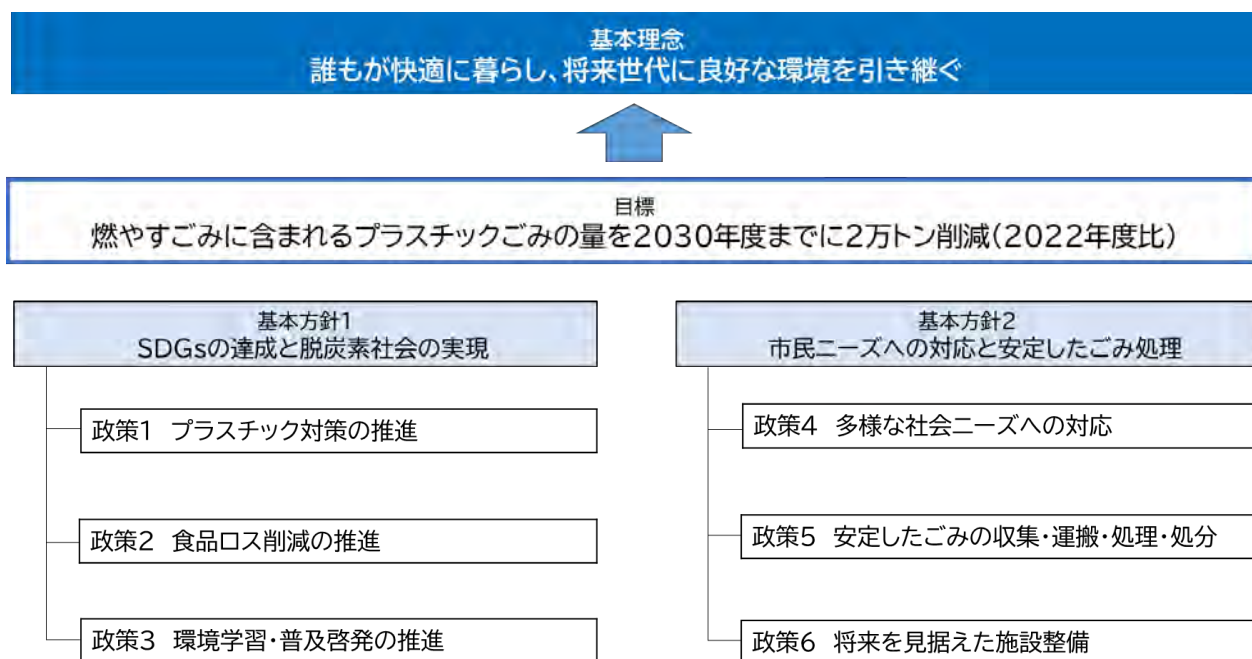 基本理念
誰もが快適に暮らし、将来世代に良好な環境を引き継ぐ
目標
燃やすごみに含まれるプラスチックごみの量を2030年度までに2万トン削減(2022年度比)
基本方針1
SDGsの達成と脱炭素社会の実現
政策1 プラスチック対策の推進
政策2 食品ロス削減の推進
政策3 環境学習・普及啓発の推進
基本方針2
市民ニーズへの対応と安定したごみ処理
政策4 多様な社会ニーズへの対応
政策5 安定したごみの収集・運搬・処理・処分
政策6 将来を見据えた施設整備